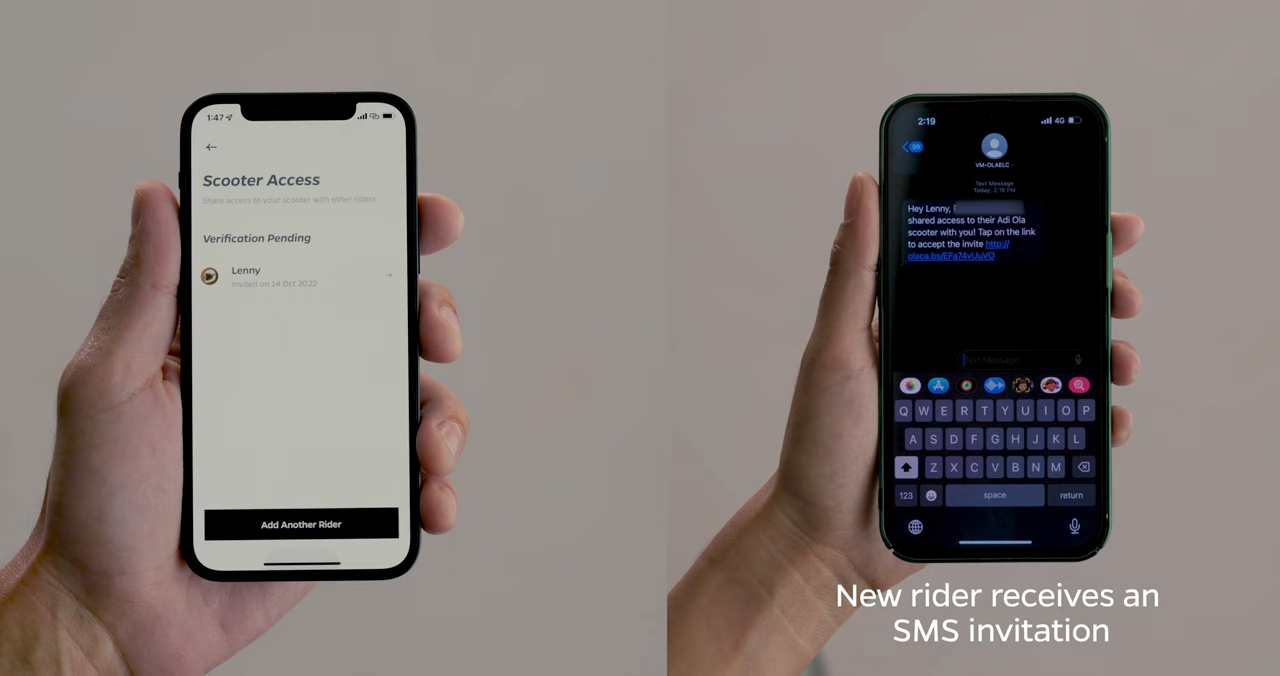 1:47
Scooter Access
Share access to your scooter with other riders
Verification Pending
Lenny
Invited on 14 Oct 2022
Add Another Rider
2:19
4G
99
VM-OLAELC
Text Message
Today, 2:18 PM
Hey Lenny,
shared access to their Adi Ola
scooter with you! Tap on the link
to accept the invite http://
olaca.bs/EFa74vUuVO
Text Message
Q W E R T Y U I O P
A S D F G H J K L
Z X C V B N M
123 space return
New rider receives an
SMS invitation